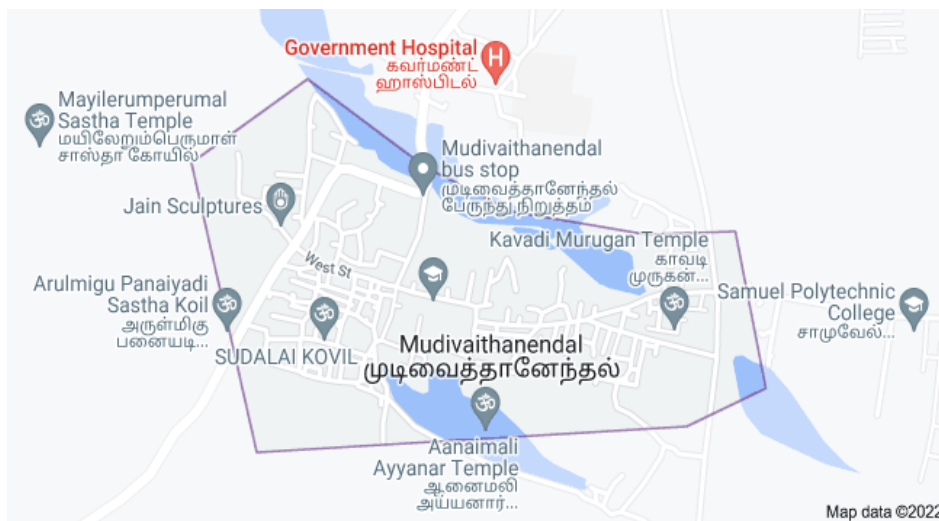 Government Hospital
கவர்மண்ட்
ஹாஸ்பிடல்
Mayilerumperumal
Sastha Temple
மயிலேறும்பெருமாள்
சாஸ்தா கோயில்
Mudivaithanendal
bus stop
முடிவைத்தானேந்தல்
பேருந்து நிறுத்தம்
Jain Sculptures
Kavadi Murugan Temple
காவடி
முருகன்...
West St
Arulmigu Panaiyadi
Sastha Koil
அருள்மிகு
பனையடி...
Samuel Polytechnic
College
சாமுவேல்...
SUDALAI KOVIL
Mudivaithanendal
முடிவைத்தானேந்தல்
Aanaimali
Ayyanar Temple
ஆனைமலி
அய்யனார்...
Map data ©2022